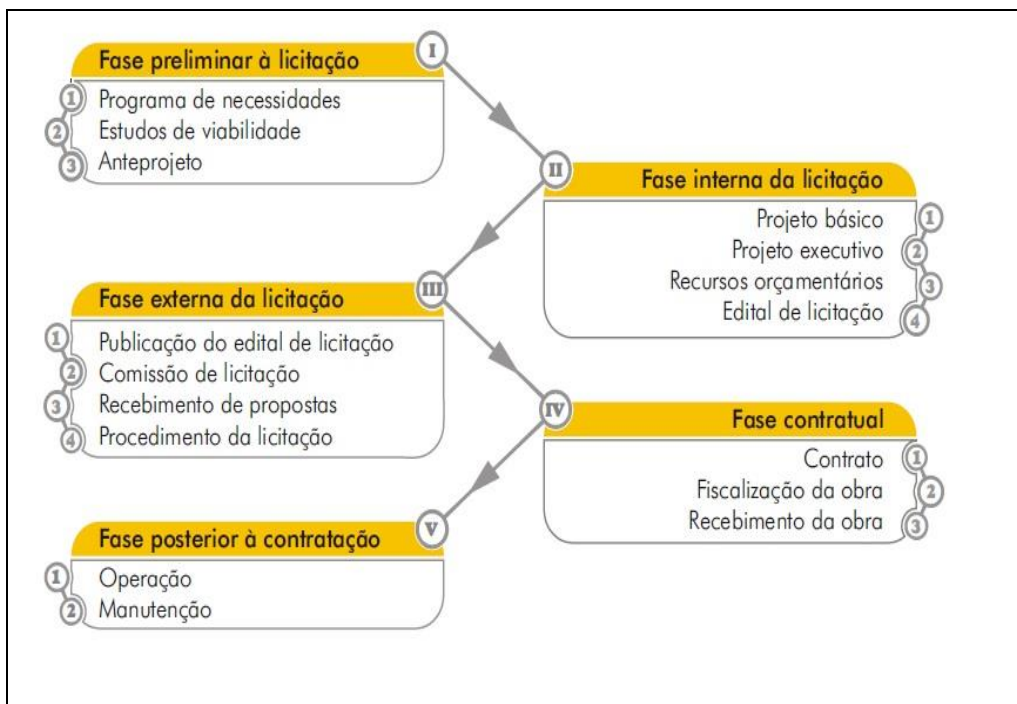 Fase preliminar à licitação
I
1 Programa de necessidades
2 Estudos de viabilidade
3 Anteprojeto
II
Fase interna da licitação
Projeto básico 1
Projeto executivo 2
Recursos orçamentários 3
Edital de licitação 4
III
Fase externa da licitação
1 Publicação do edital de licitação
2 Comissão de licitação
3 Recebimento de propostas
4 Procedimento da licitação
IV
Fase contratual
Contrato 1
Fiscalização da obra 2
Recebimento da obra 3
V
Fase posterior à contratação
1 Operação
2 Manutenção